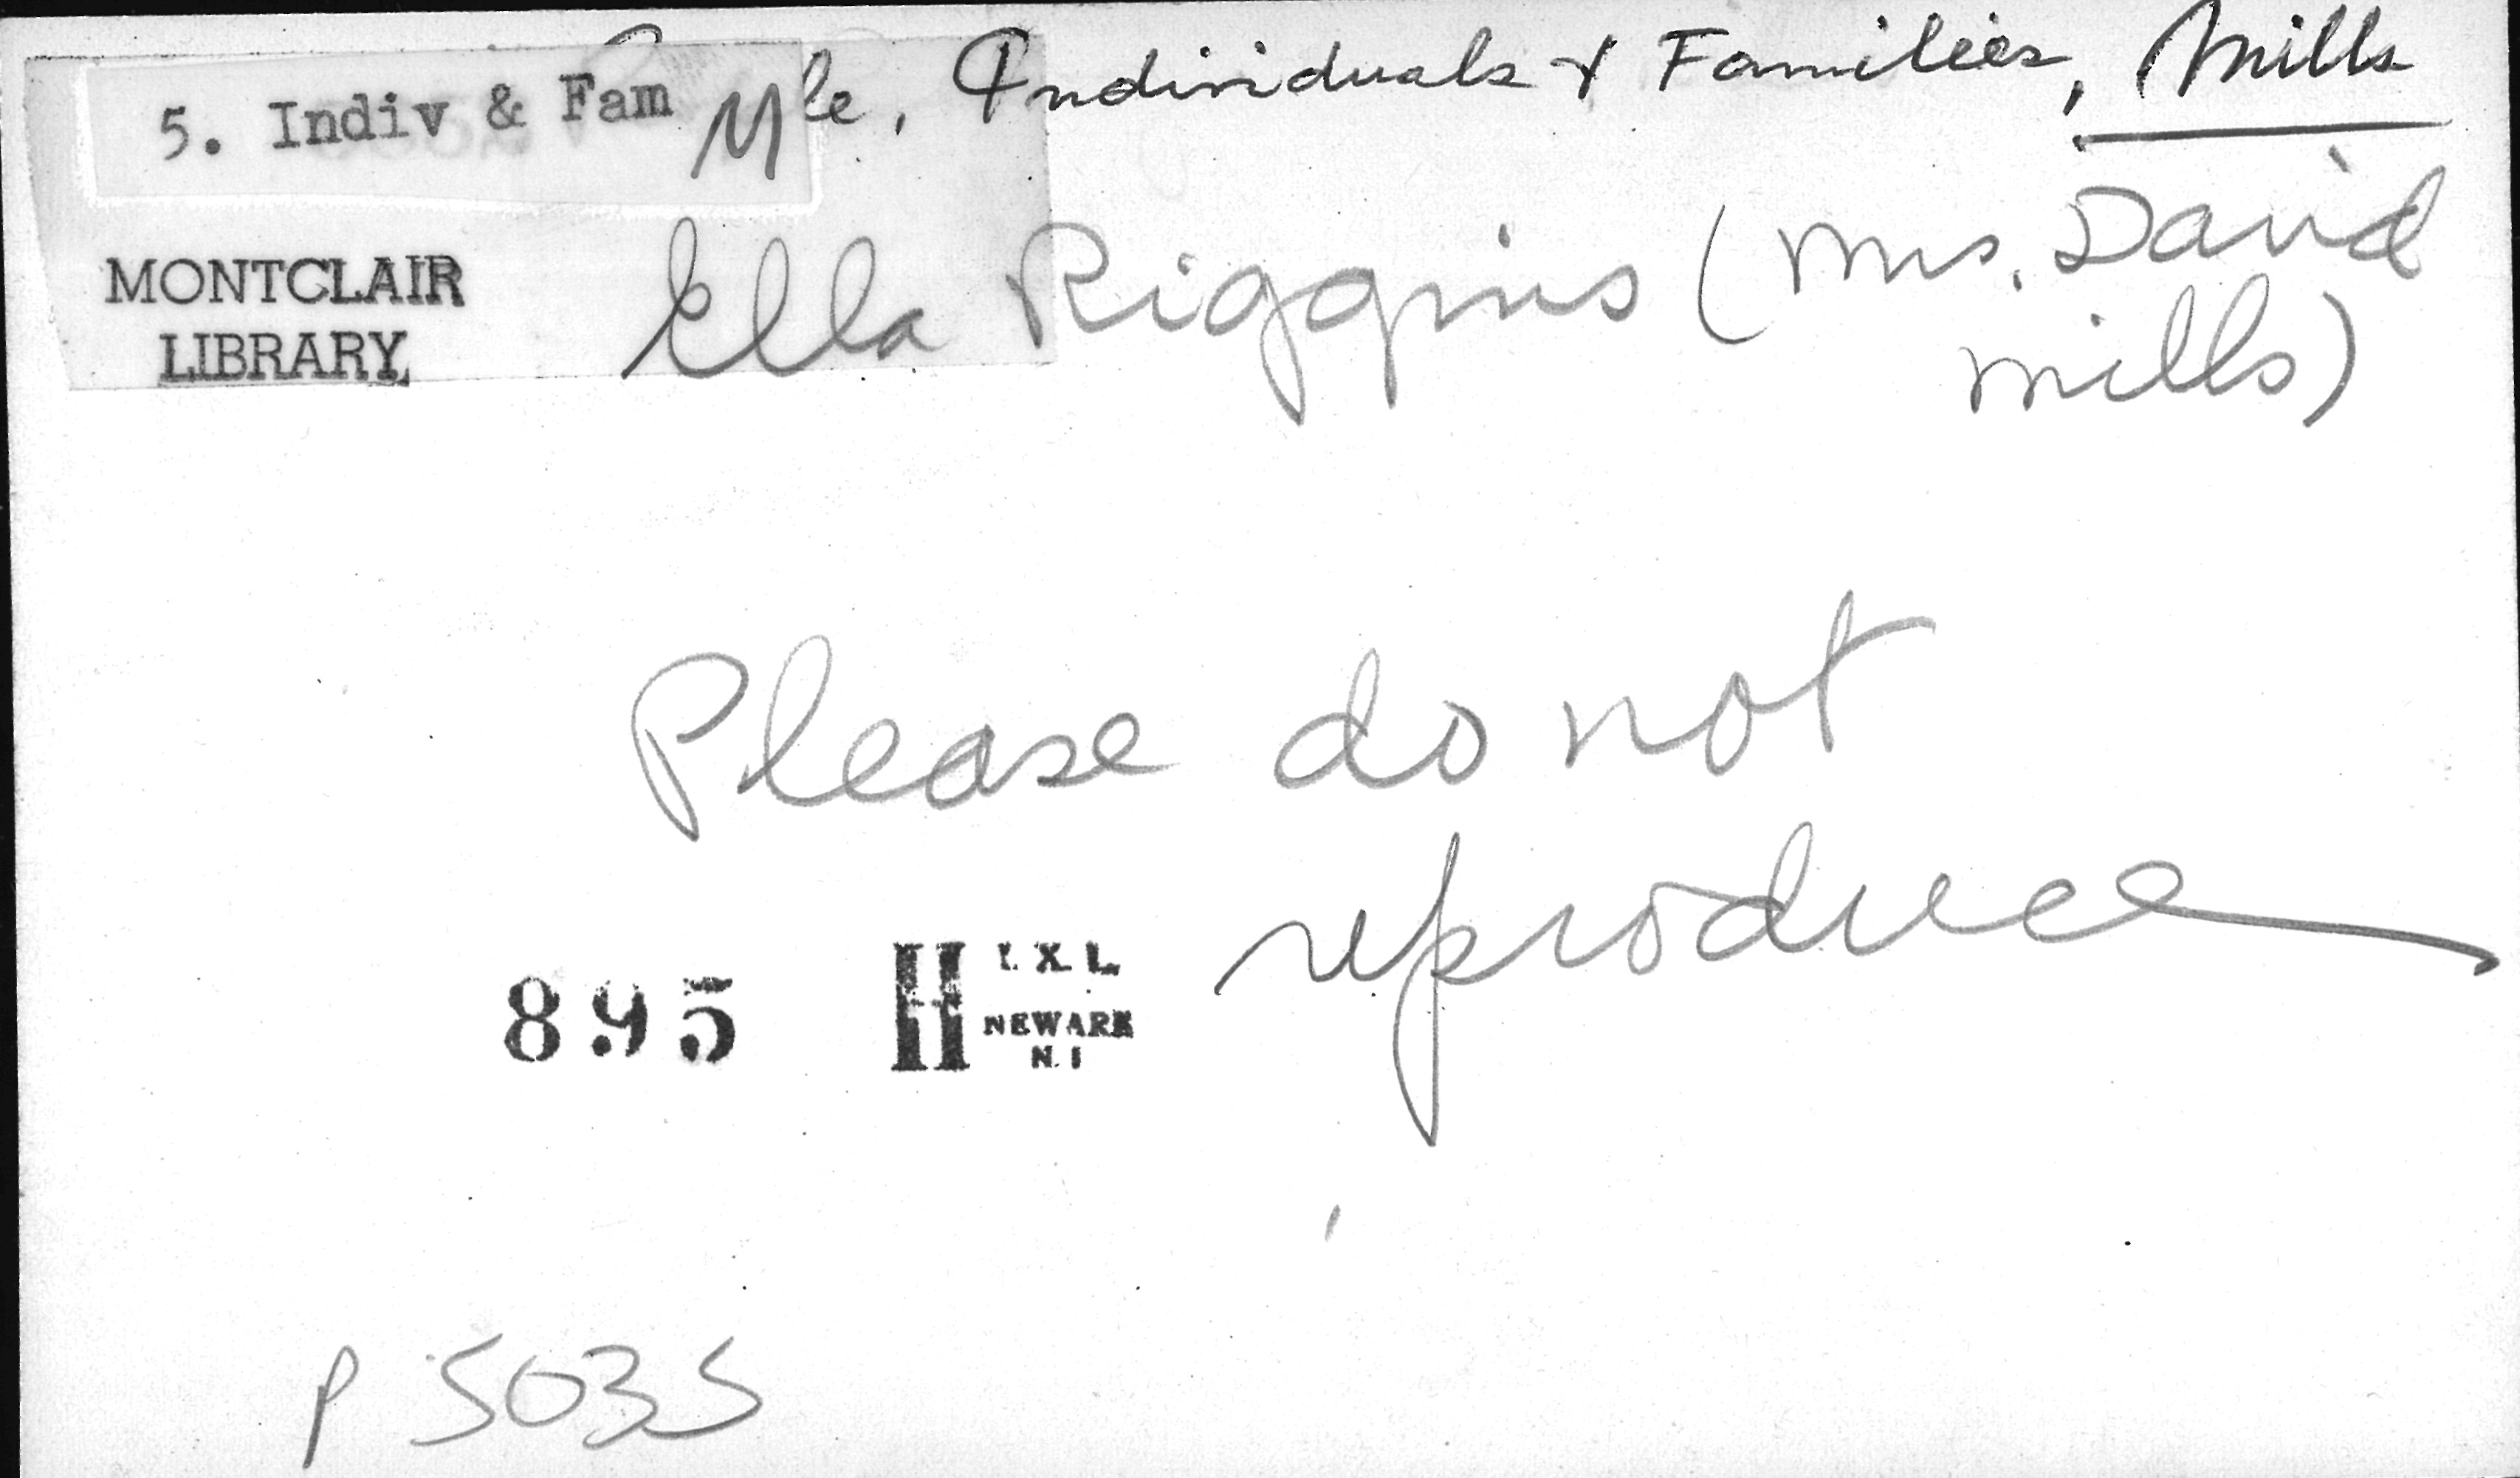 5. Indiv & Fam M le, Individuals & Families, Mills
MONTCLAIR
LIBRARY
Ella Riggins (Mrs. David
Mills)
Please do not
reproduce
895
H I.X.L.
NEWARK
N.J
P 5035